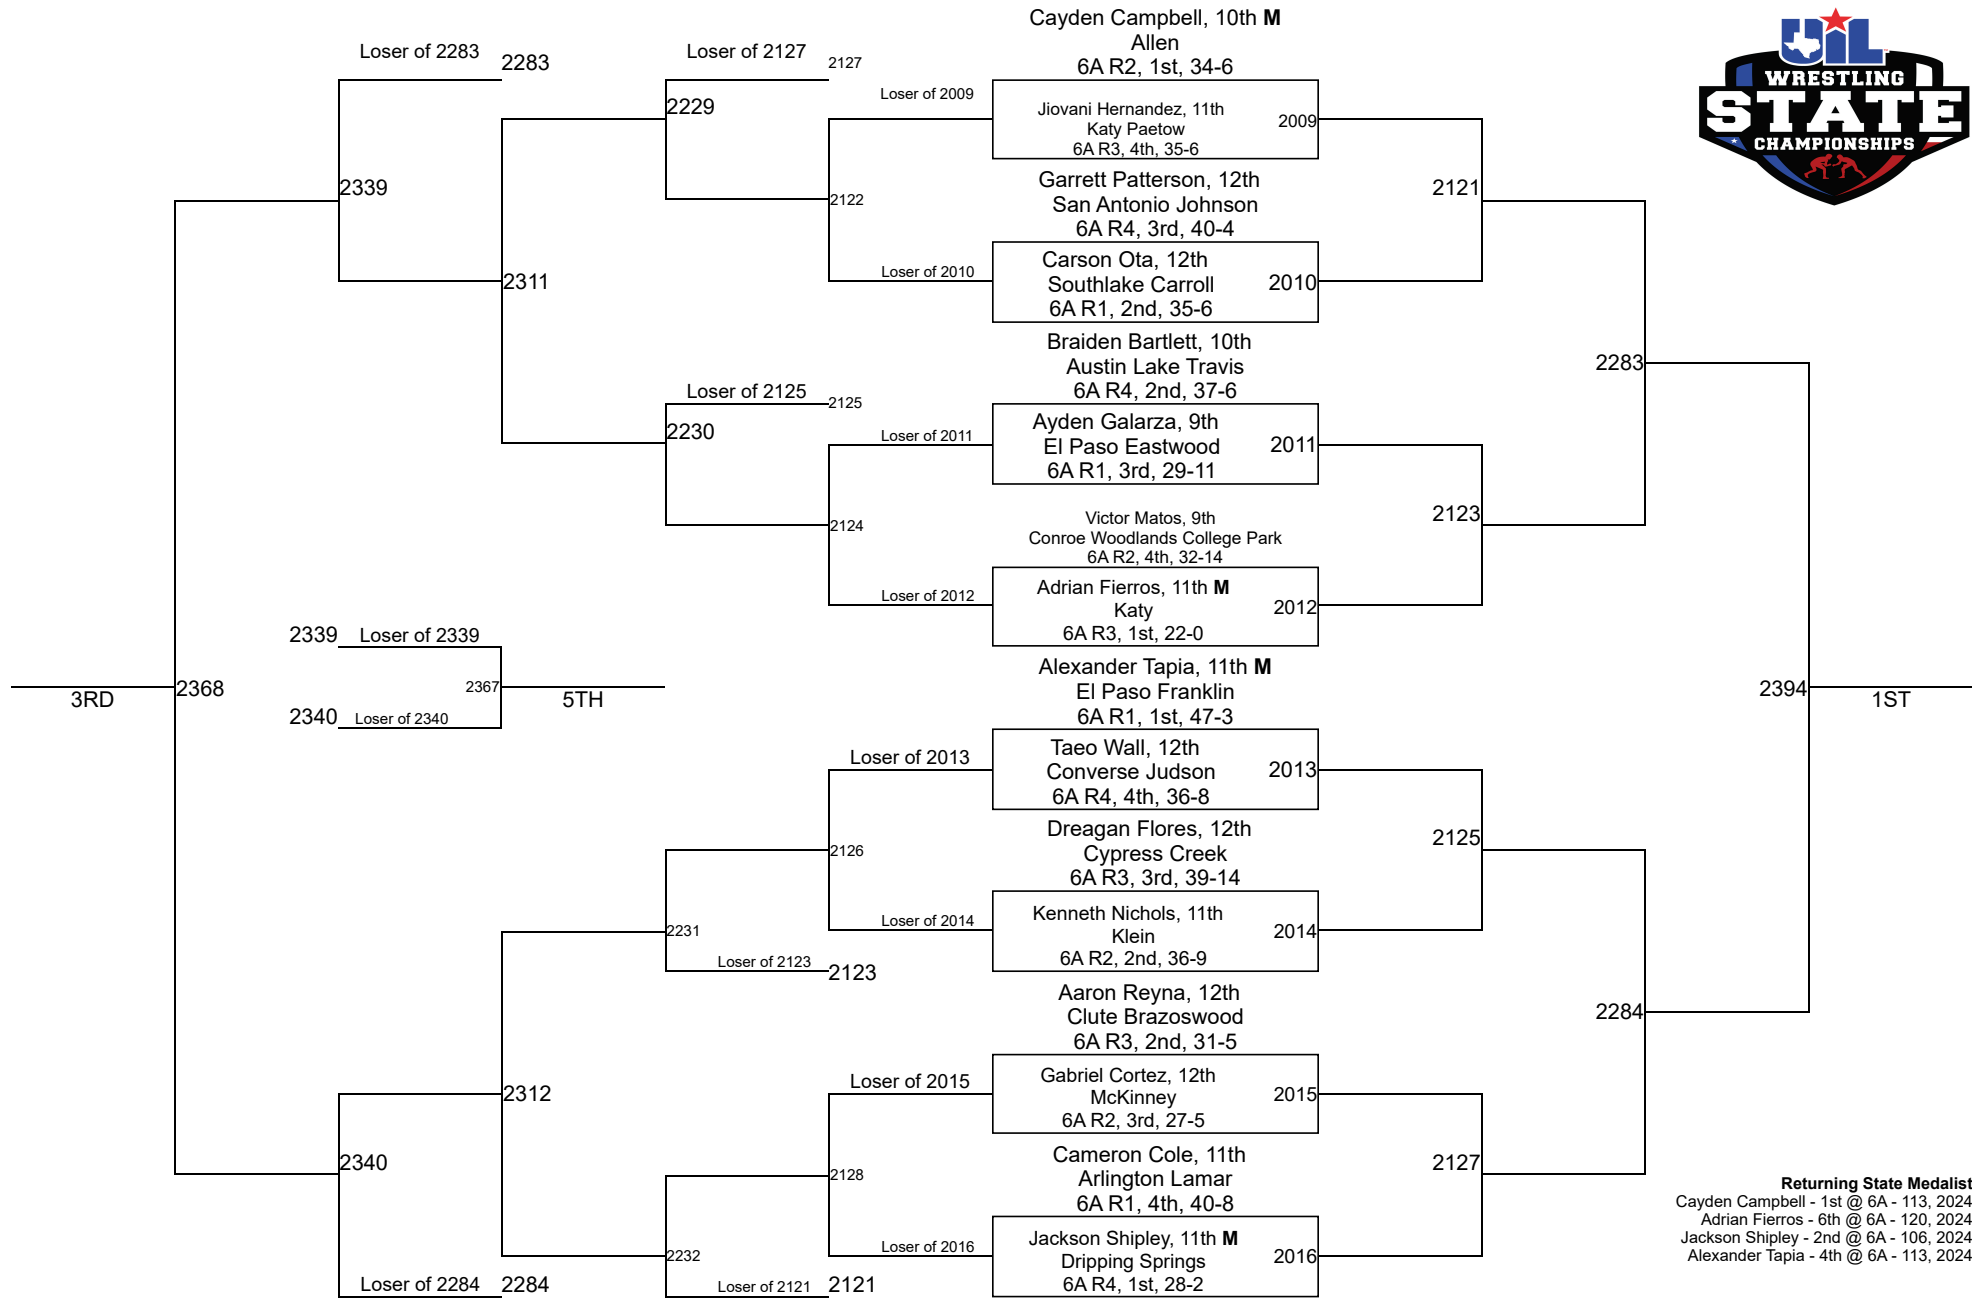 Cayden Campbell, 10th M
Allen
6A R2, 1st, 34-6
Jiovani Hernandez, 11th
Katy Paetow
6A R3, 4th, 35-6
2009
Garrett Patterson, 12th
San Antonio Johnson
6A R4, 3rd, 40-4
Carson Ota, 12th
Southlake Carroll
6A R1, 2nd, 35-6
2010
Braiden Bartlett, 10th
Austin Lake Travis
6A R4, 2nd, 37-6
Ayden Galarza, 9th
El Paso Eastwood
6A R1, 3rd, 29-11
2011
Victor Matos, 9th
Conroe Woodlands College Park
6A R2, 4th, 32-14
Adrian Fierros, 11th M
Katy
6A R3, 1st, 22-0
2012
Alexander Tapia, 11th M
El Paso Franklin
6A R1, 1st, 47-3
Taeo Wall, 12th
Converse Judson
6A R4, 4th, 36-8
2013
Dreagan Flores, 12th
Cypress Creek
6A R3, 3rd, 39-14
Kenneth Nichols, 11th
Klein
6A R2, 2nd, 36-9
2014
Aaron Reyna, 12th
Clute Brazoswood
6A R3, 2nd, 31-5
Gabriel Cortez, 12th
McKinney
6A R2, 3rd, 27-5
2015
Cameron Cole, 11th
Arlington Lamar
6A R1, 4th, 40-8
Jackson Shipley, 11th M
Dripping Springs
6A R4, 1st, 28-2
2016
2121
2123
2125
2127
2283
2284
2394
1ST
Loser of 2009
Loser of 2010
2122
Loser of 2011
Loser of 2012
2124
Loser of 2013
Loser of 2014
2126
Loser of 2015
Loser of 2016
2128
Loser of 2127
2127
2229
Loser of 2125
2125
2230
2231
Loser of 2123
2123
2232
Loser of 2121
2121
2311
2312
Loser of 2283
2283
2339
2340
Loser of 2284
2284
2368
3RD
2339
Loser of 2339
2340
Loser of 2340
2367
5TH
UIL
WRESTLING
STATE
CHAMPIONSHIPS
Returning State Medalist
Cayden Campbell - 1st @ 6A - 113, 2024
Adrian Fierros - 6th @ 6A - 120, 2024
Jackson Shipley - 2nd @ 6A - 106, 2024
Alexander Tapia - 4th @ 6A - 113, 2024